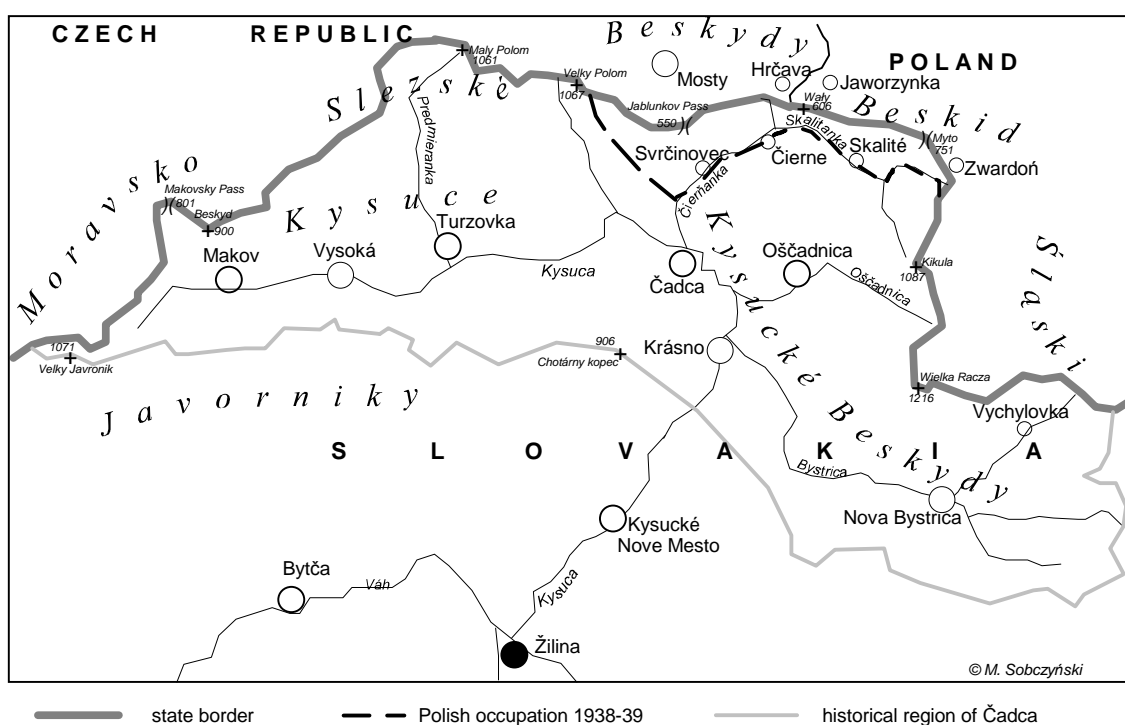 CZECH REPUBLIC
Beskydy
POLAND
Maly Polom
1061
Velky Polom
1067
Mosty
Hrčava
Jaworzynka
Wały
606
Beskid
Śląski
Moravsko
Slezské
Jablunkov Pass
550
Skalitanka
Myto
751
Svrčinovec
Čierne
Skalité
Zwardoń
Predmieranka
Čierňanka
Makovsky Pass
801
Beskyd
900
Kysuce
Turzovka
Makov
Vysoká
Kysuca
Čadca
Oščadnica
Oščadnica
Kikula
1087
Kysucké Beskydy
1071
Velky Javronik
906
Chotárny kopec
Krásno
Wielka Racza
1216
Javorniky
Vychylovká
SLOVAKIA
Bystrica
Nova Bystrica
Kysucké
Nove Mesto
Bytča
Váh
Kysuca
Žilina
© M. Sobczyński
state border
Polish occupation 1938-39
historical region of Čadca